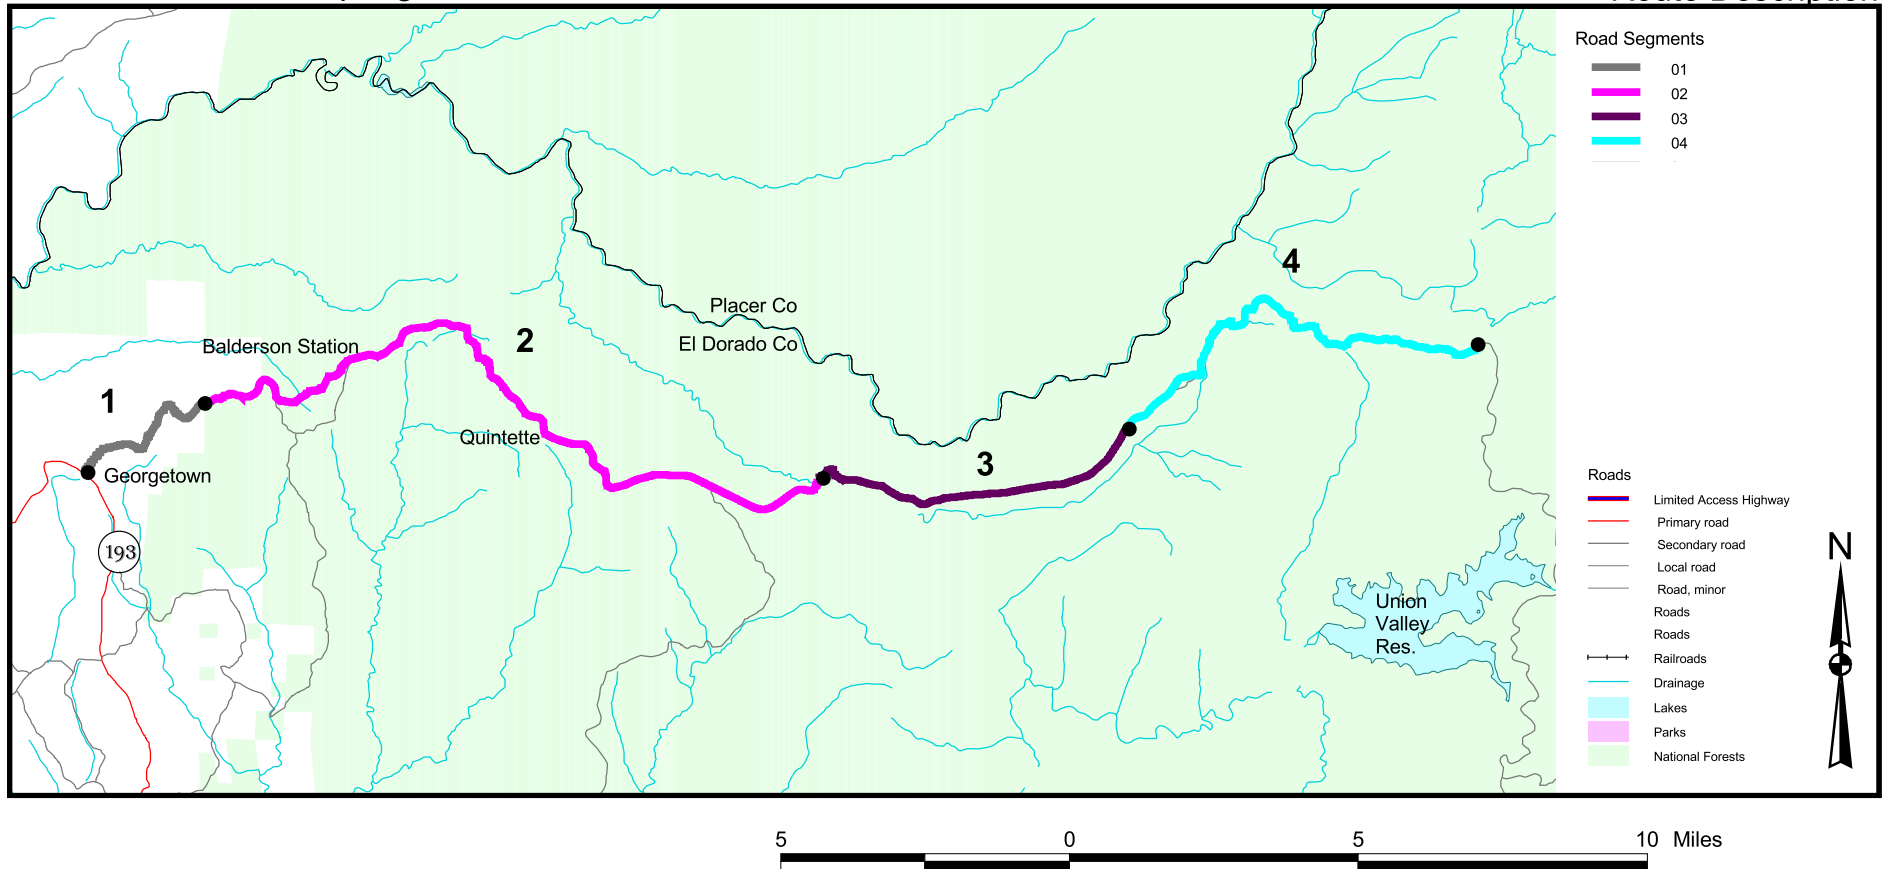 Route Description
Road Segments
01
02
03
04
Placer Co
El Dorado Co
Balderson Station
1
2
3
4
Quintette
Georgetown
193
Union
Valley
Res.
Roads
Limited Access Highway
Primary road
Secondary road
Local road
Road, minor
Roads
Roads
Railroads
Drainage
Lakes
Parks
National Forests
N
5 0 5 10 Miles